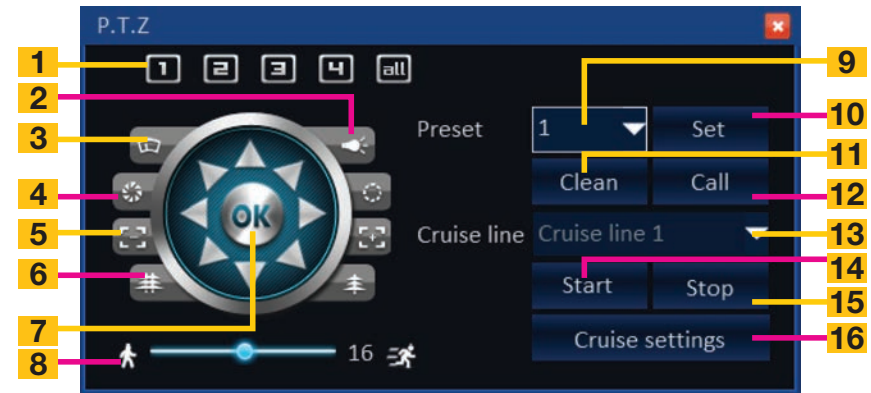 P.T.Z
1 1 2 3 4 all 9
2 Preset 1 Set 10
3 11
4 Clean Call 12
5 OK Cruise line Cruise line 1 13
6 Start Stop 14
7 15
8 16 Cruise settings 16